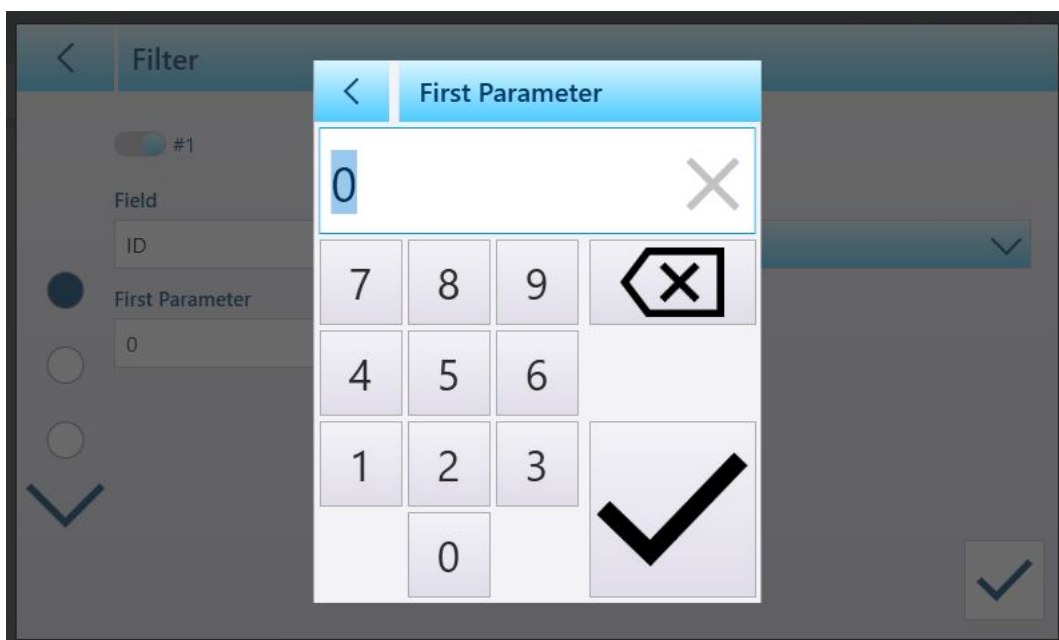 Filter
#1
Field
ID
First Parameter
0
First Parameter
0
7 8 9
4 5 6
1 2 3
0